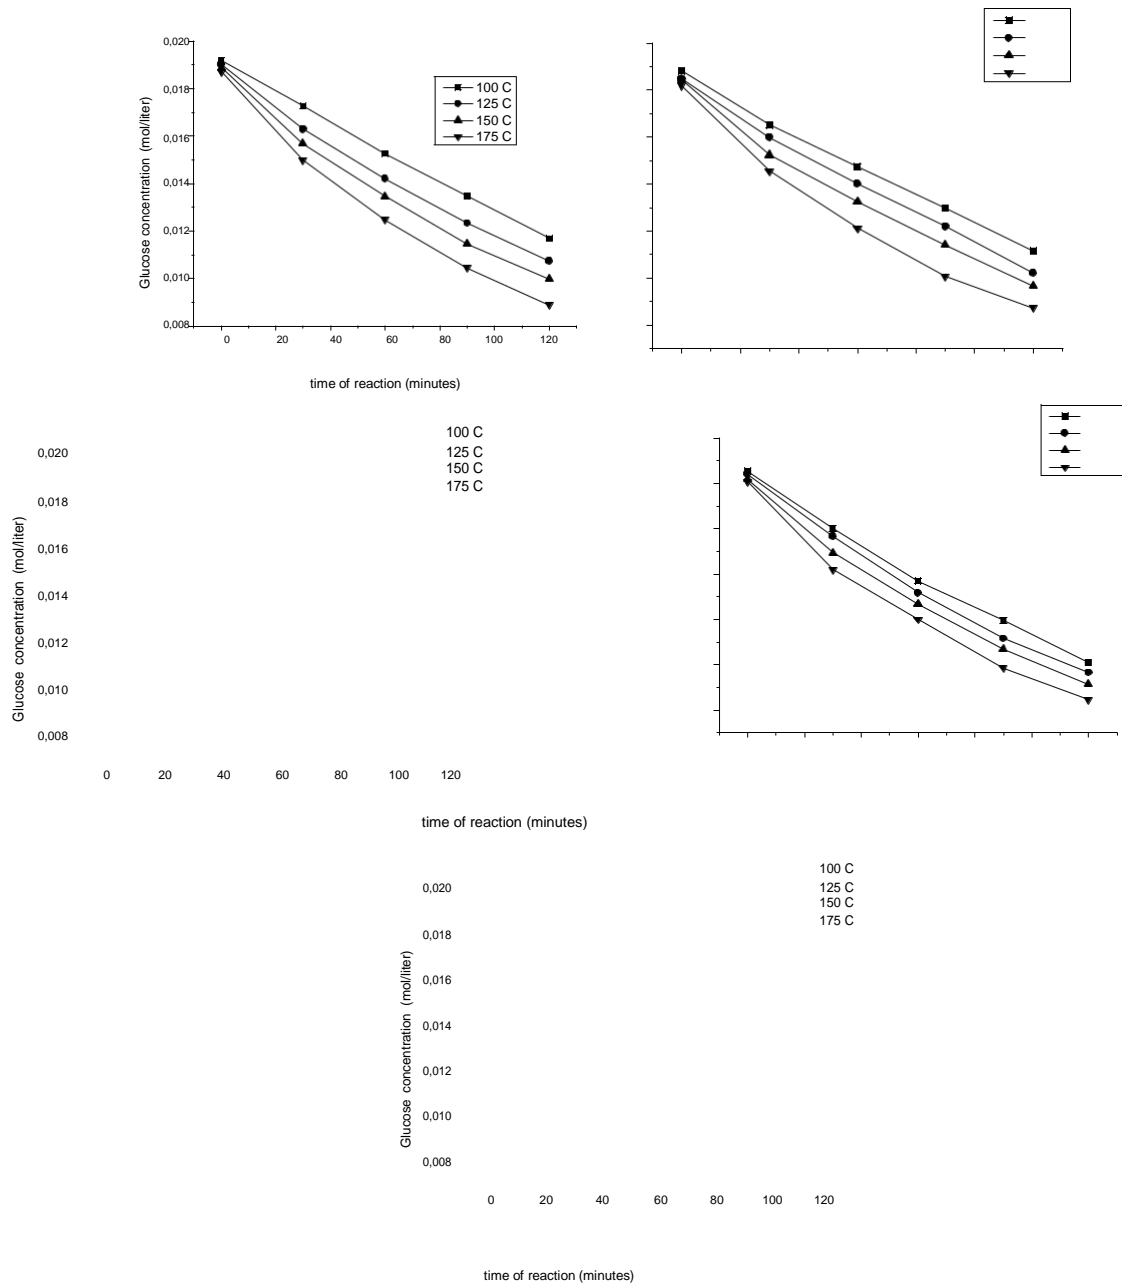 0,020
0,018
0,016
0,014
0,012
0,010
0,008
Glucose concentration (mol/liter)
100 C
125 C
150 C
175 C
0 20 40 60 80 100 120
time of reaction (minutes)
100 C
125 C
150 C
175 C
0,020
0,018
0,016
0,014
0,012
0,010
0,008
Glucose concentration (mol/liter)
0 20 40 60 80 100 120
time of reaction (minutes)
100 C
125 C
150 C
175 C
0,020
0,018
0,016
0,014
0,012
0,010
0,008
Glucose concentration (mol/liter)
0 20 40 60 80 100 120
time of reaction (minutes)